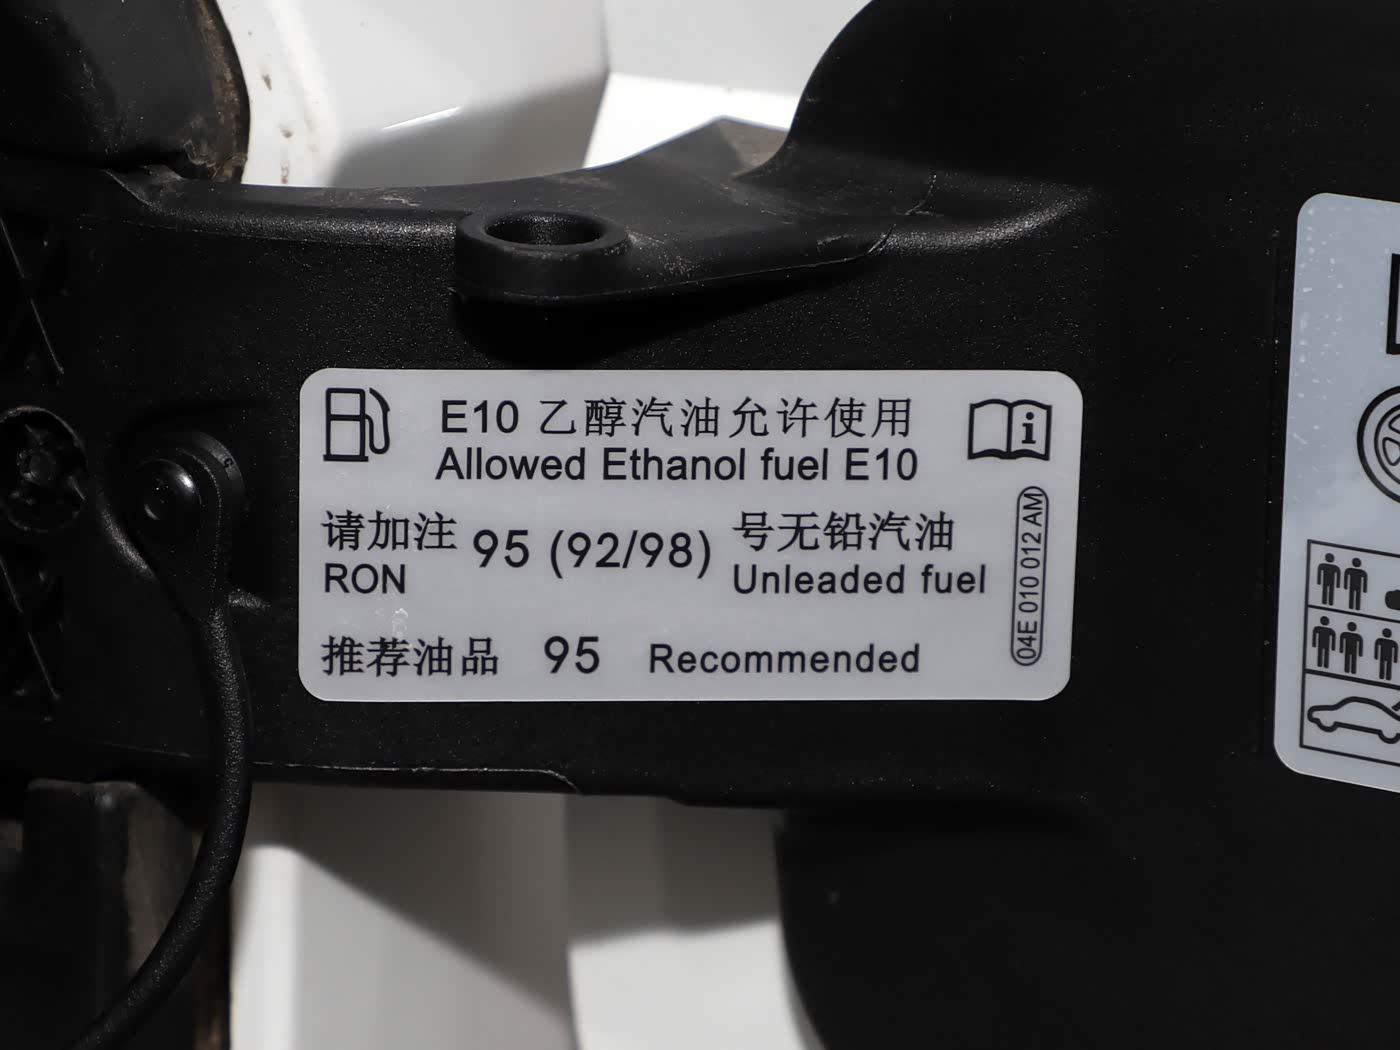 E10 乙醇汽油允许使用
Allowed Ethanol fuel E10
请加注 95 (92/98) 号无铅汽油
RON Unleaded fuel
推荐油品 95 Recommended
04E 010 012 AM